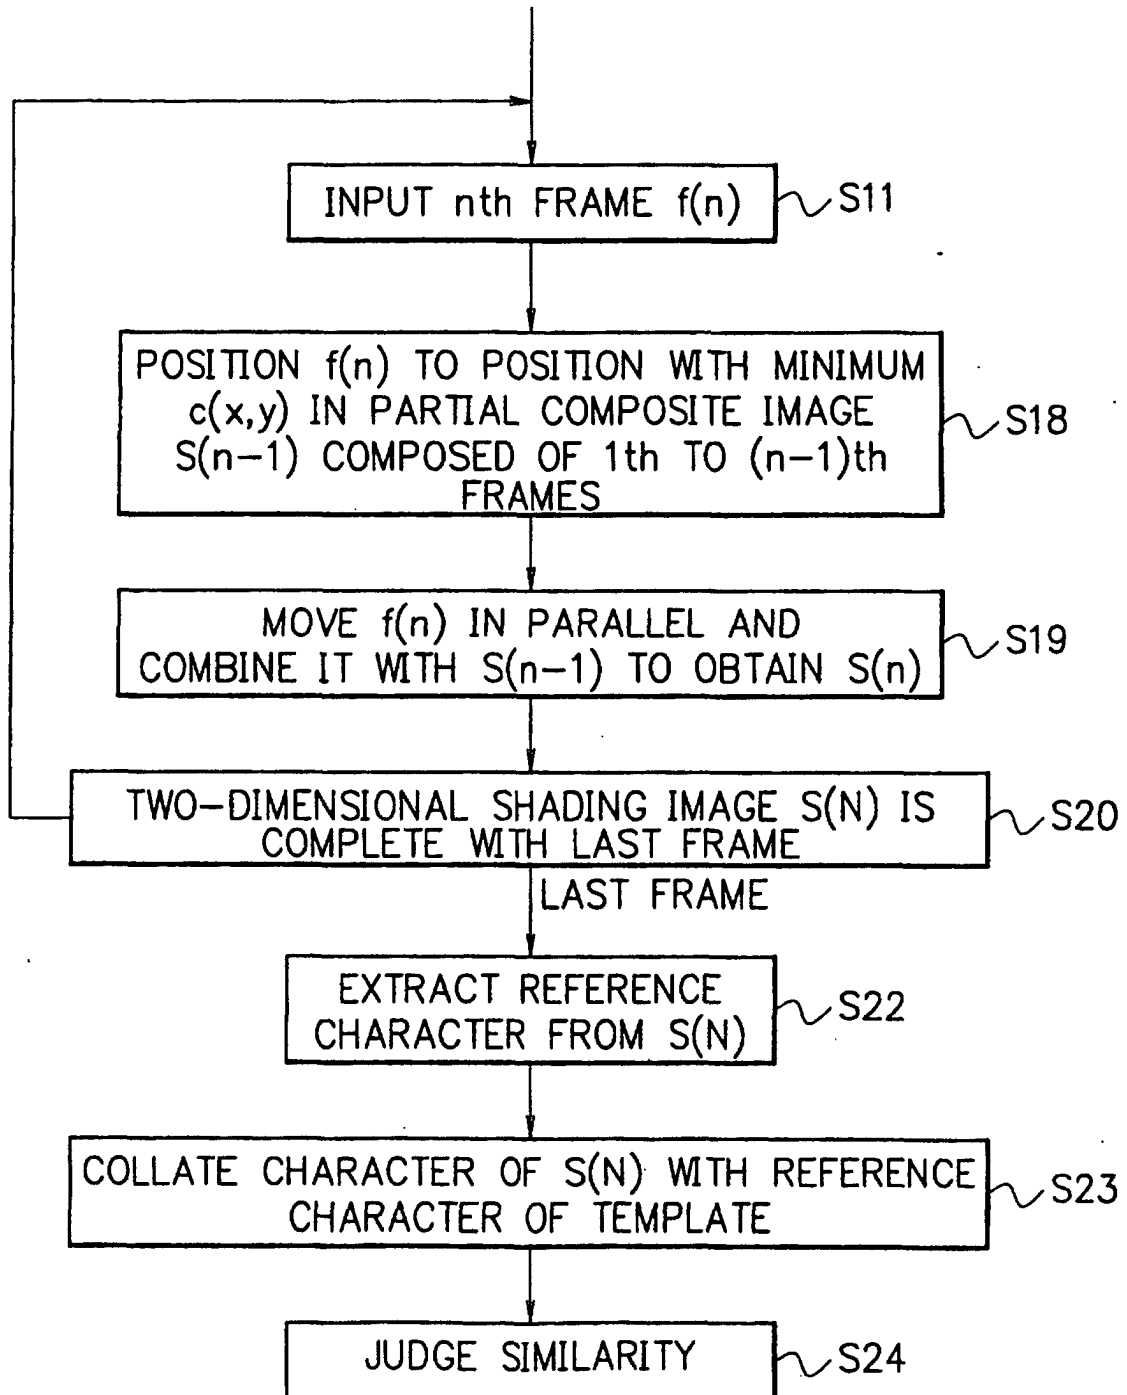 INPUT nth FRAME f(n)
S11
POSITION f(n) TO POSITION WITH MINIMUM
c(x,y) IN PARTIAL COMPOSITE IMAGE
S(n-1) COMPOSED OF 1th TO (n-1)th
FRAMES
S18
MOVE f(n) IN PARALLEL AND
COMBINE IT WITH S(n-1) TO OBTAIN S(n)
S19
TWO-DIMENSIONAL SHADING IMAGE S(N) IS
COMPLETE WITH LAST FRAME
S20
LAST FRAME
EXTRACT REFERENCE
CHARACTER FROM S(N)
S22
COLLATE CHARACTER OF S(N) WITH REFERENCE
CHARACTER OF TEMPLATE
S23
JUDGE SIMILARITY
S24